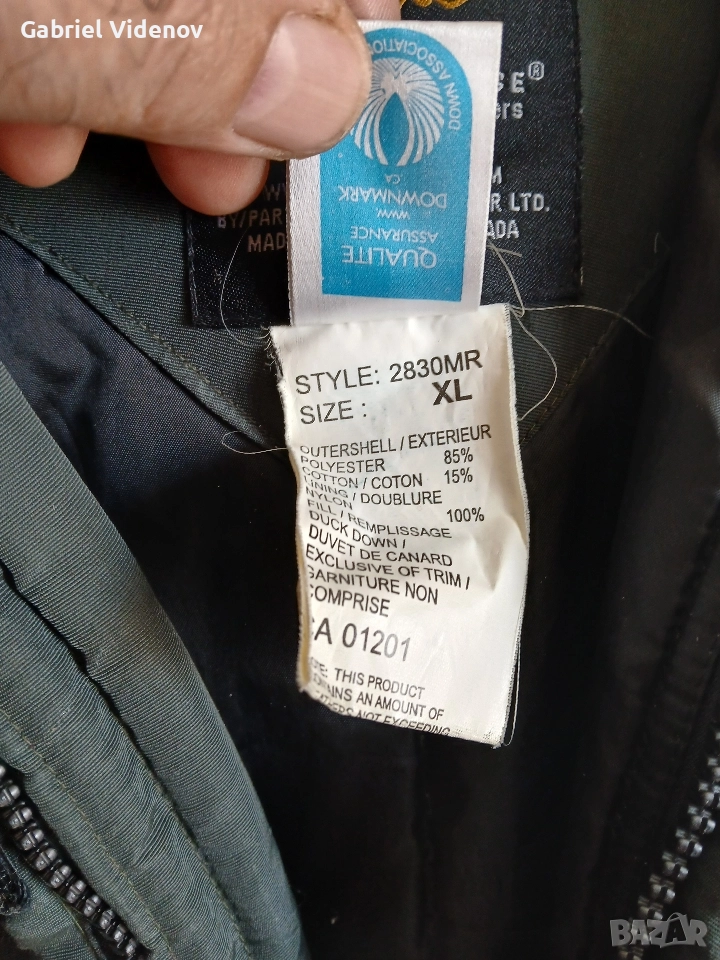 Gabriel Videnov
DOWN ASSOCIATION
.CA
DOWNMARK
WWW.
ASSURANCE
QUALITE
LTD.
MAD
STYLE: 2830MR
SIZE : XL
OUTERSHELL / EXTERIEUR
POLYESTER 85%
COTTON / COTON 15%
LINING / DOUBLURE
NYLON 100%
FILL / REMPLISSAGE
DUCK DOWN /
DUVET DE CANARD
EXCLUSIVE OF TRIM /
GARNITURE NON
COMPRISE
CA 01201
THIS PRODUCT
AN AMOUNT OF
NOT EXCEEDING
BAZAR